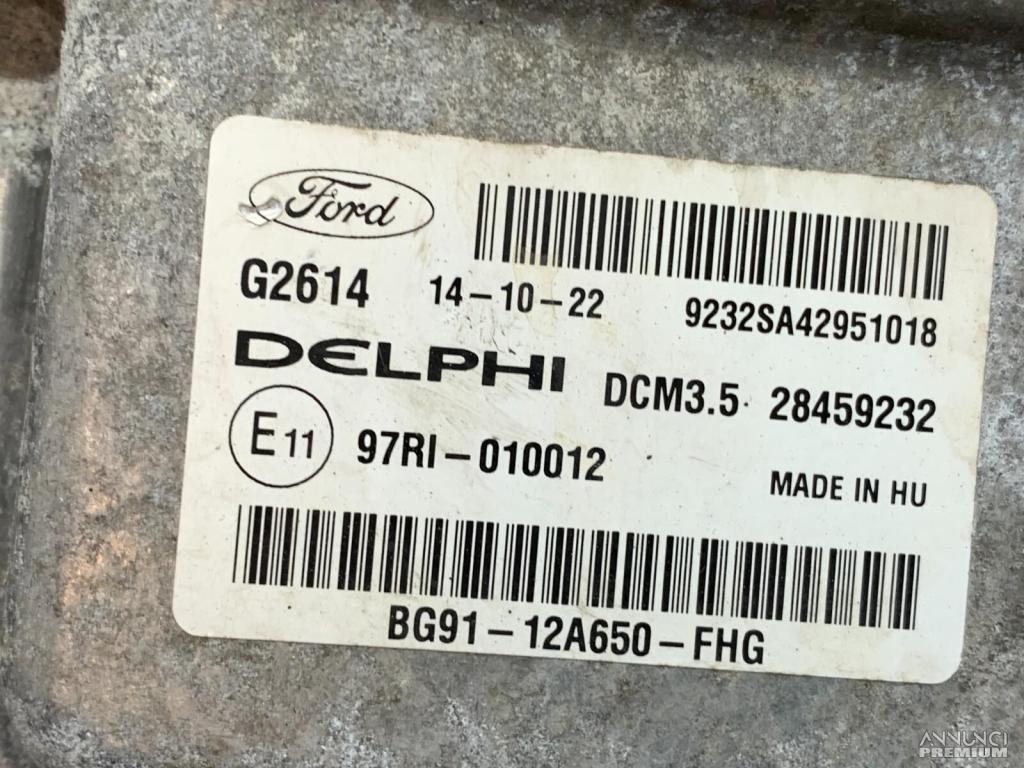 Ford
G2614 14-10-22 9232SA42951018
DELPHI DCM3.5 28459232
E11 97RI-010012
MADE IN HU
BG91-12A650-FHG
ANNUNCI
PREMIUM